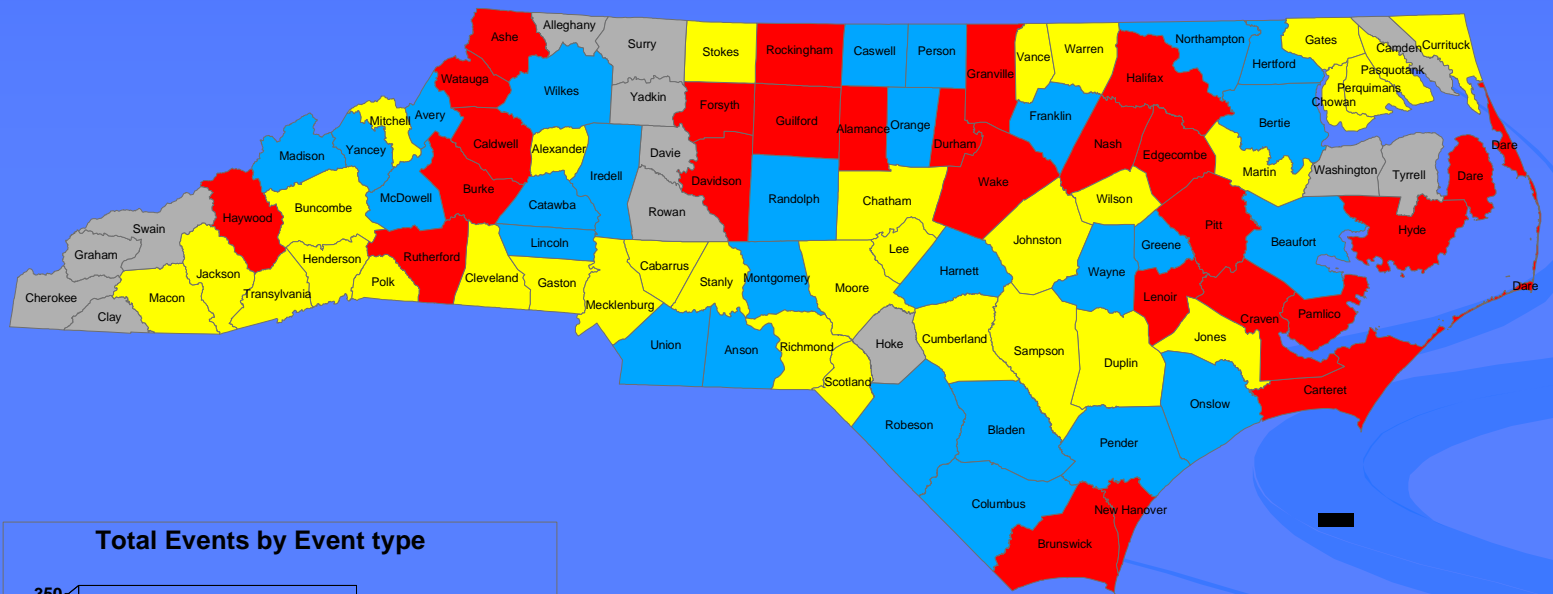 Ashe
Alleghany
Surry
Stokes
Rockingham
Caswell
Person
Granville
Vance
Warren
Northampton
Gates
Camden
Currituck
Hertford
Halifax
Pasquotank
Perquimans
Chowan
Watauga
Wilkes
Yadkin
Forsyth
Guilford
Alamance
Orange
Durham
Franklin
Nash
Edgecombe
Bertie
Martin
Washington
Tyrrell
Dare
Dare
Mitchell
Avery
Caldwell
Alexander
Iredell
Davie
Davidson
Madison
Yancey
McDowell
Burke
Catawba
Rowan
Randolph
Chatham
Wake
Wilson
Pitt
Beaufort
Hyde
Haywood
Buncombe
Swain
Graham
Cherokee
Clay
Macon
Jackson
Transylvania
Henderson
Polk
Rutherford
Cleveland
Lincoln
Gaston
Mecklenburg
Cabarrus
Stanly
Montgomery
Moore
Lee
Harnett
Johnston
Wayne
Greene
Lenoir
Craven
Pamlico
Dare
Union
Anson
Richmond
Scotland
Hoke
Cumberland
Sampson
Duplin
Jones
Carteret
Onslow
Robeson
Bladen
Pender
Columbus
New Hanover
Brunswick
Total Events by Event type
350